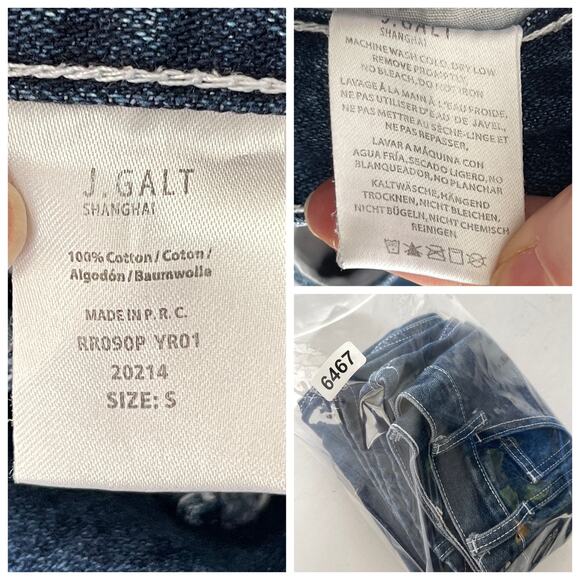 J. GALT
SHANGHAI
100% Cotton / Coton /
Algodón / Baumwolle
MADE IN P. R. C.
RR090P YR01
20214
SIZE: S
J. GALT
SHANGHAI
MACHINE WASH COLD, DRY LOW
REMOVE PROMPTLY,
NO BLEACH, DO NOT IRON
LAVAGE À LA MAIN À L'EAU FROIDE,
NE PAS UTILISER D'EAU DE JAVEL,
NE PAS METTRE AU SÈCHE-LINGE ET
NE PAS REPASSER,
LAVAR A MÁQUINA CON
AGUA FRÍA, SECADO LIGERO, NO
BLANQUEADOR, NO PLANCHAR
KALTWÄSCHE, HÄNGEND
TROCKNEN, NICHT BLEICHEN,
NICHT BÜGELN, NICHT CHEMISCH
REINIGEN
6467